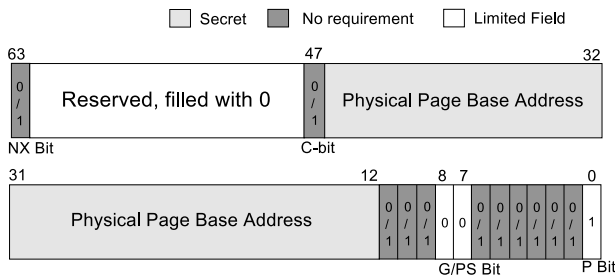 Secret No requirement Limited Field
63 47 32
0/1 Reserved, filled with 0 0/1 Physical Page Base Address
NX Bit C-bit
31 12 8 7 0
Physical Page Base Address 0/1 0/1 0/1 0 0 0/1 0/1 0/1 0/1 0/1 0/1 1
G/PS Bit P Bit